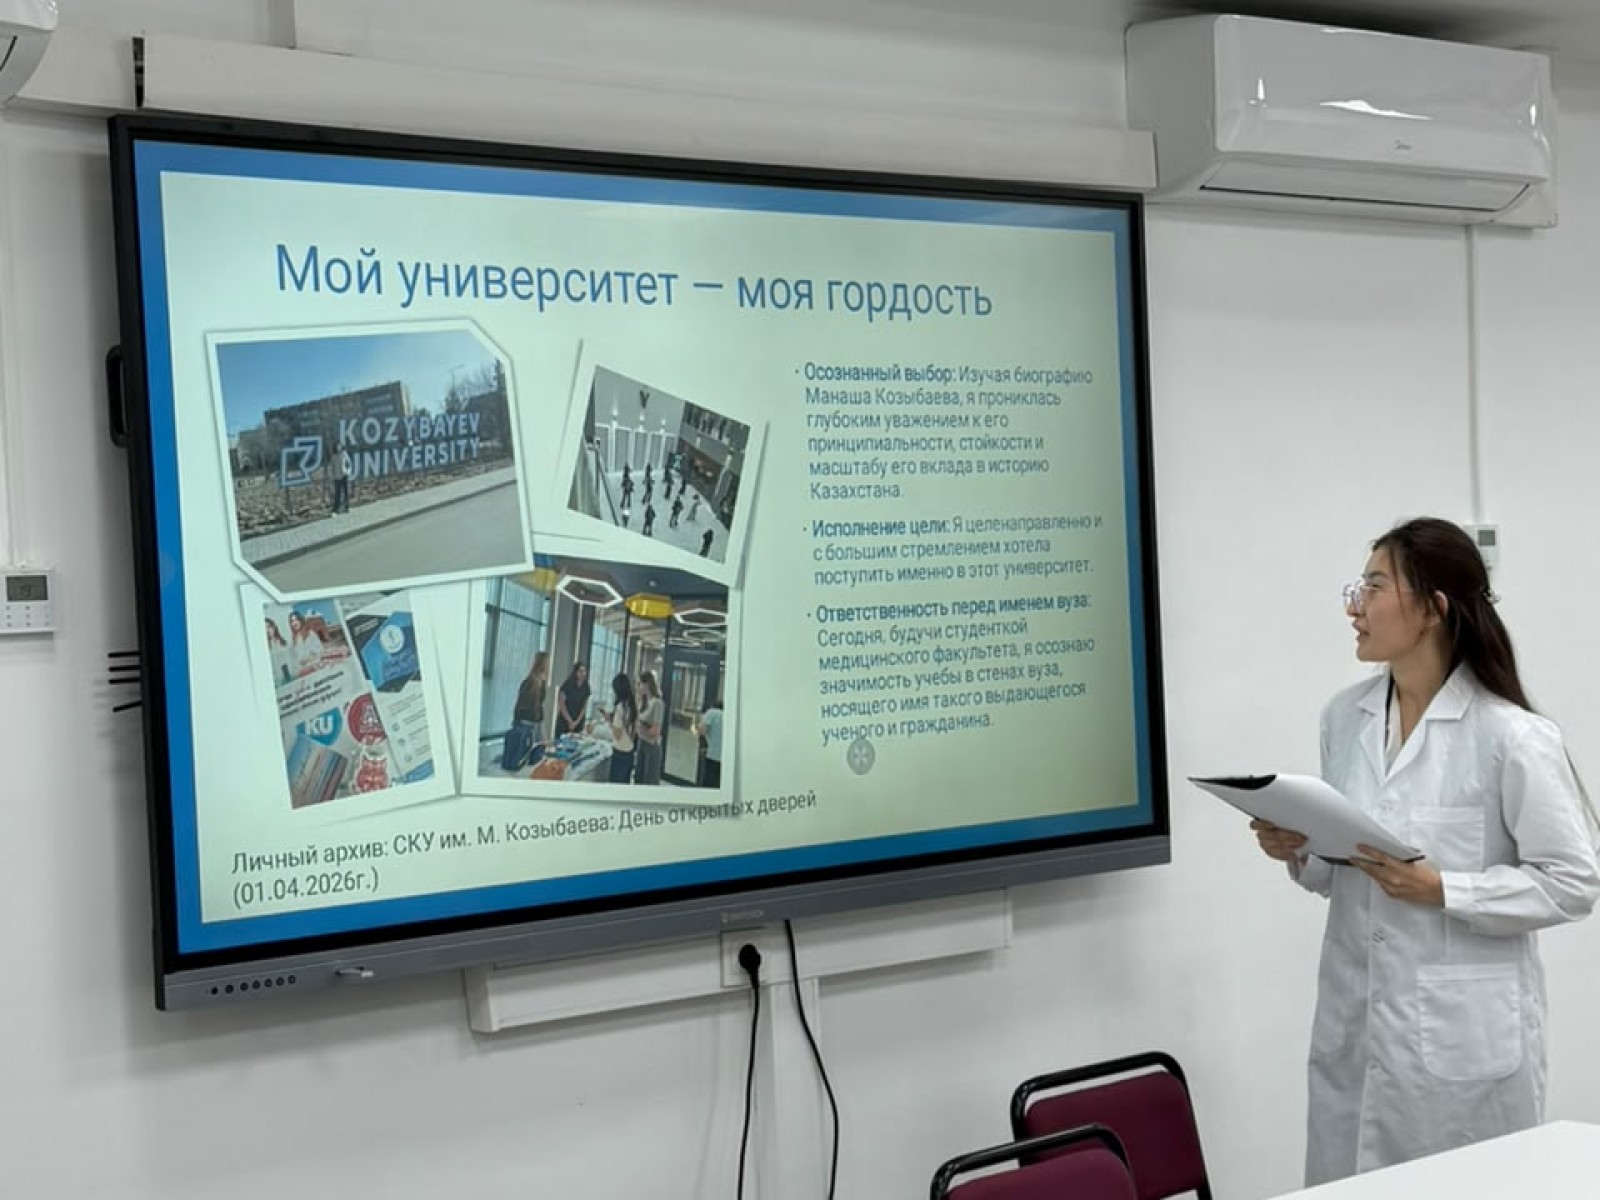 Мой университет — моя гордость
KOZYBAYEV
UNIVERSITY
KU
· Осознанный выбор: Изучая биографию
Манаша Козыбаева, я прониклась
глубоким уважением к его
принципиальности, стойкости и
масштабу его вклада в историю
Казахстана.
· Исполнение цели: Я целенаправленно и
с большим стремлением хотела
поступить именно в этот университет.
· Ответственность перед именем вуза:
Сегодня, будучи студенткой
медицинского факультета, я осознаю
значимость учебы в стенах вуза,
носящего имя такого выдающегося
ученого и гражданина.
Личный архив: СКУ им. М. Козыбаева: День открытых дверей
(01.04.2026г.)